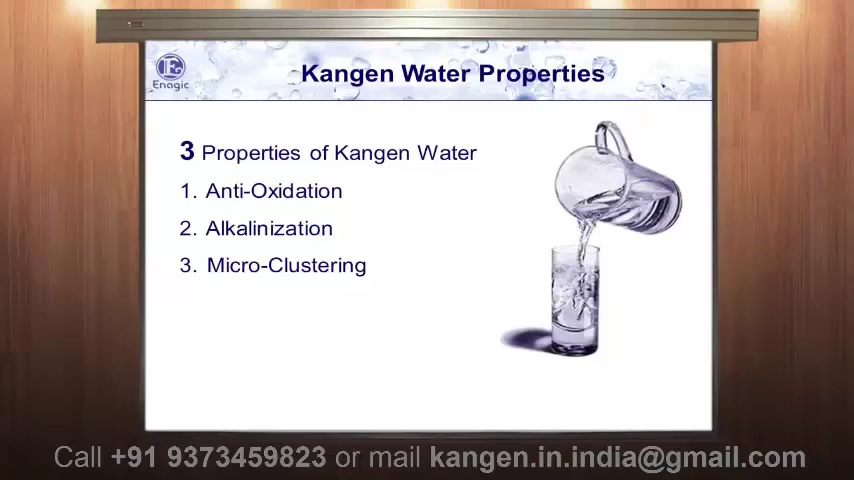 Enagic
Kangen Water Properties
3 Properties of Kangen Water
1. Anti-Oxidation
2. Alkalinization
3. Micro-Clustering
Call +91 9373459823 or mail kangen.in.india@gmail.com